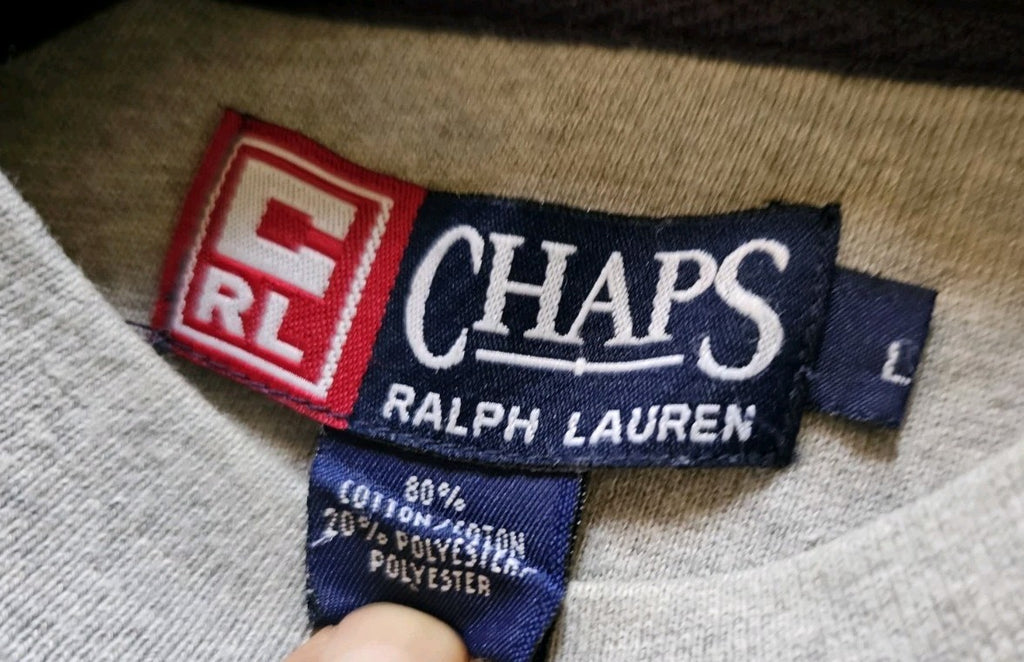 C
RL
CHAPS
RALPH LAUREN
L
80%
COTTON/COTON
20% POLYESTER
POLYESTER